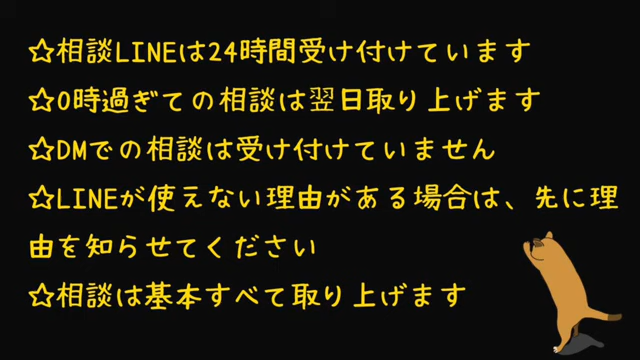 ☆相談LINEは24時間受け付けています
☆0時過ぎての相談は翌日取り上げます
☆DMでの相談は受け付けていません
☆LINEが使えない理由がある場合は、先に理
由を知らせてください
☆相談は基本すべて取り上げます